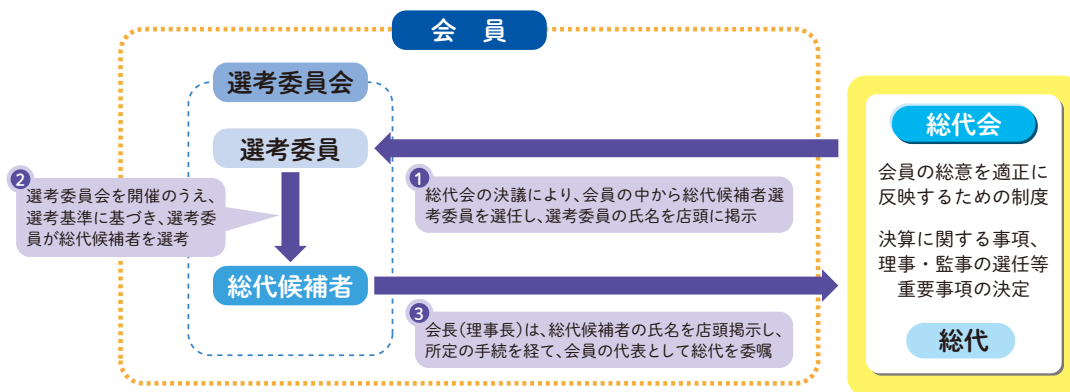 会 員
選考委員会
選考委員
2
選考委員会を開催のうえ、
選考基準に基づき、選考委
員が総代候補者を選考
1
総代会の決議により、会員の中から総代候補者選
考委員を選任し、選考委員の氏名を店頭に掲示
総代候補者
3
会長(理事長)は、総代候補者の氏名を店頭掲示し、
所定の手続を経て、会員の代表として総代を委嘱
総代会
会員の総意を適正に
反映するための制度
決算に関する事項、
理事・監事の選任等
重要事項の決定
総代